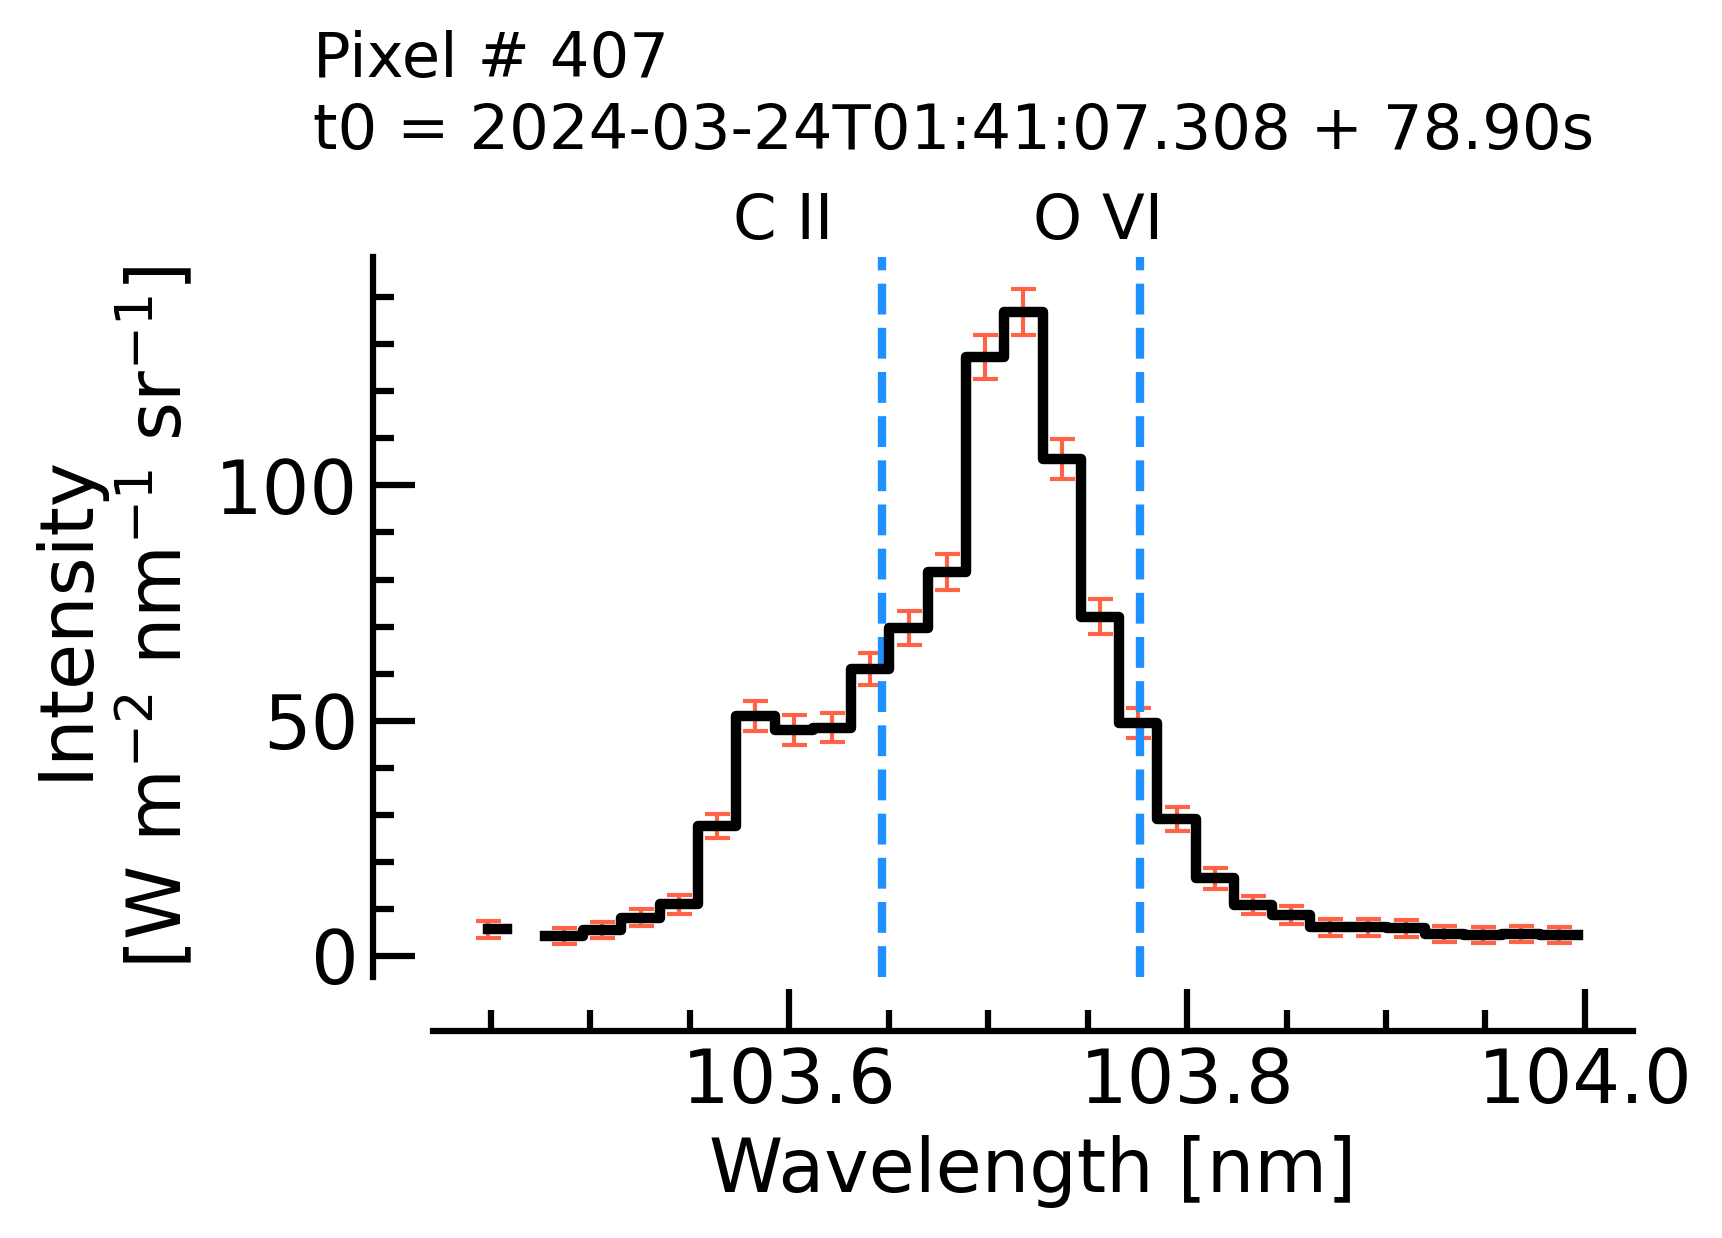 Pixel # 407
t0 = 2024-03-24T01:41:07.308 + 78.90s
C II O VI
Intensity
[W m⁻² nm⁻¹ sr⁻¹]
100
50
0
103.6 103.8 104.0
Wavelength [nm]